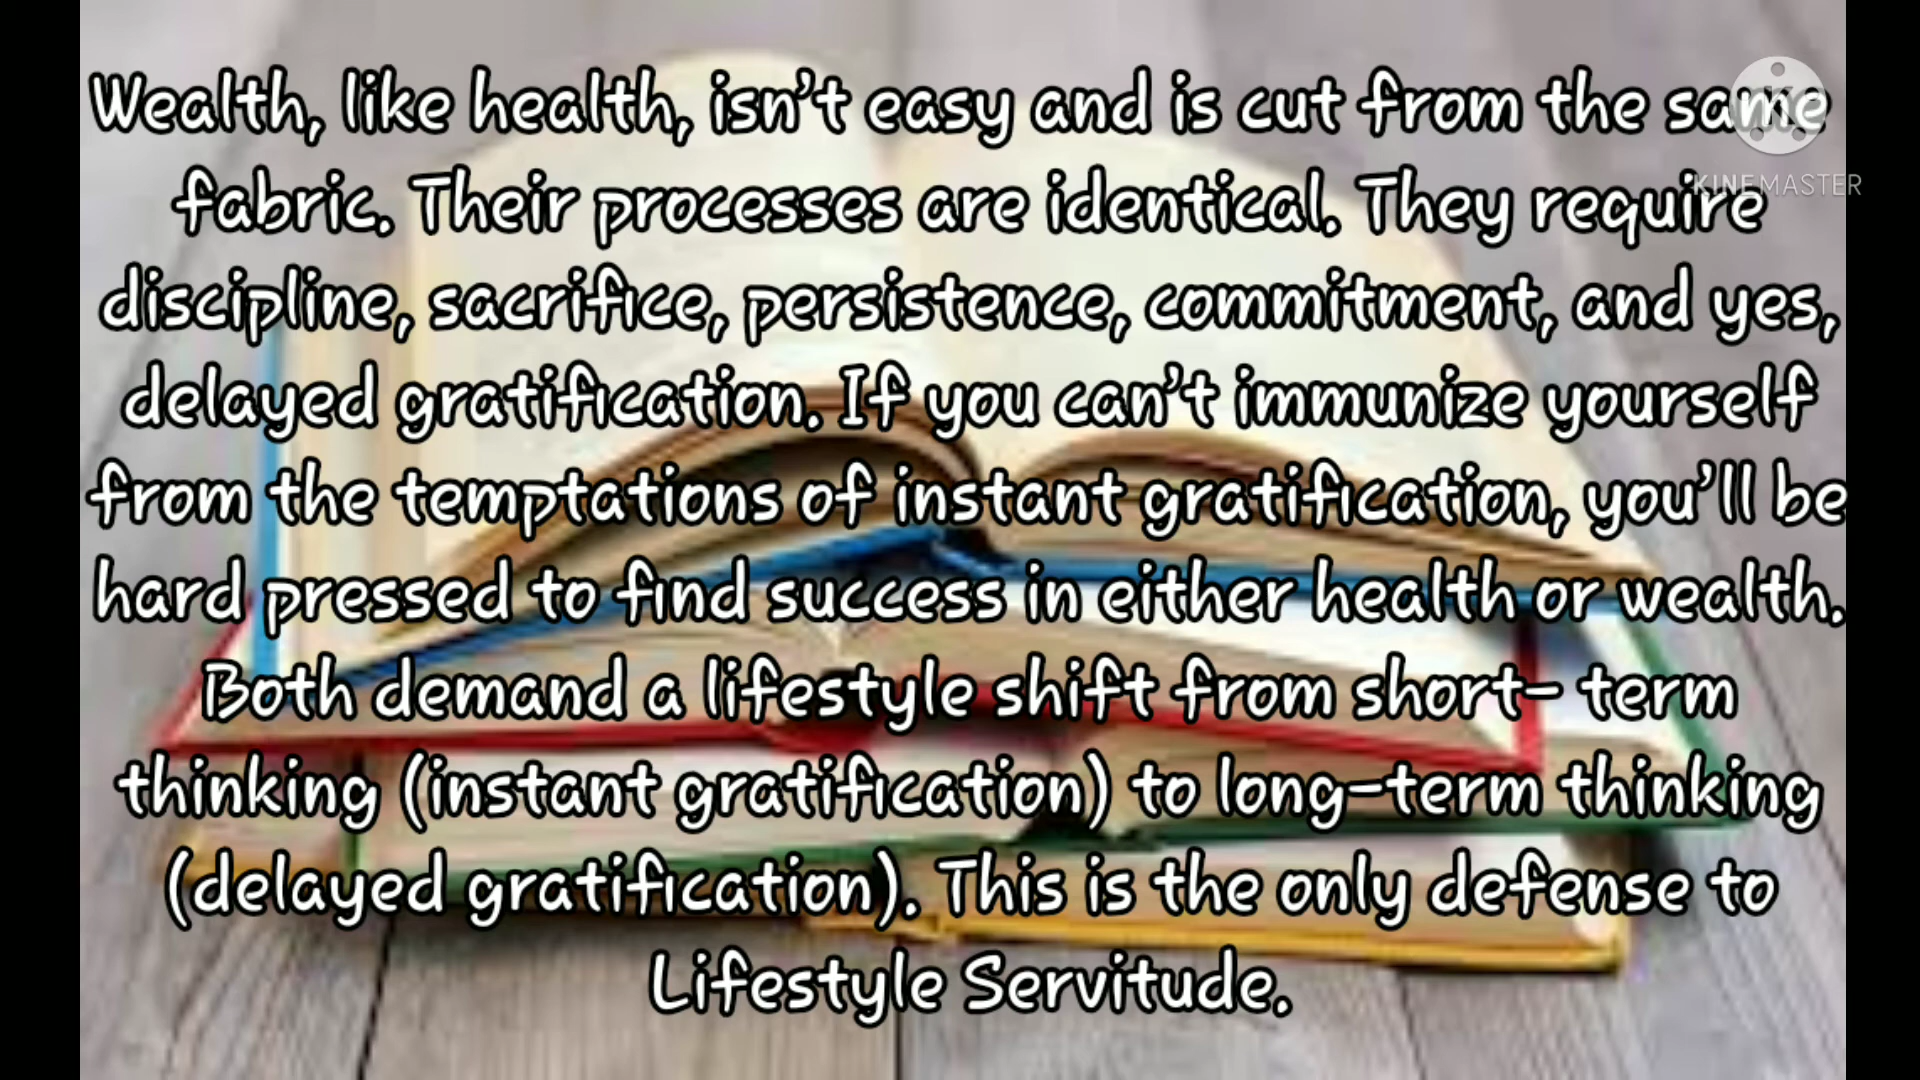 Wealth, like health, isn't easy and is cut from the same
fabric. Their processes are identical. They require
discipline, sacrifice, persistence, commitment, and yes,
delayed gratification. If you can't immunize yourself
from the temptations of instant gratification, you'll be
hard pressed to find success in either health or wealth.
Both demand a lifestyle shift from short- term
thinking (instant gratification) to long-term thinking
(delayed gratification). This is the only defense to
Lifestyle Servitude.
K
KINEMASTER